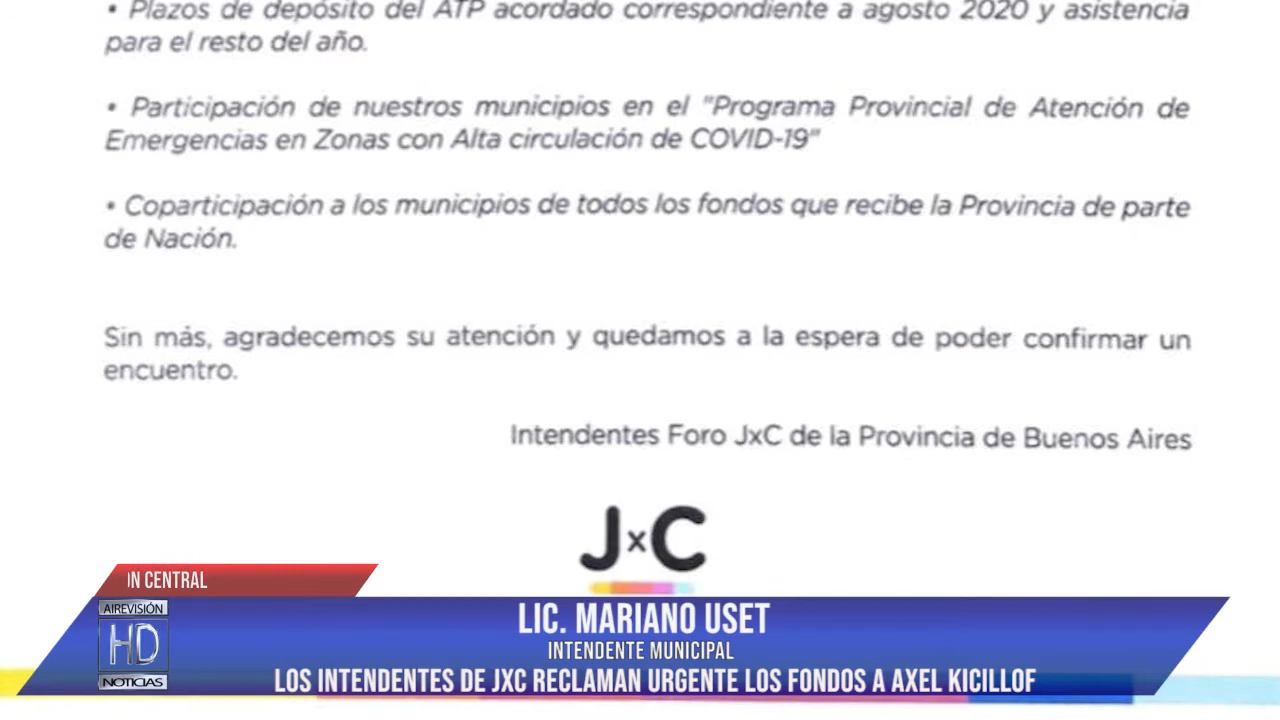 • Plazos de depósito del ATP acordado correspondiente a agosto 2020 y asistencia
para el resto del año.
• Participación de nuestros municipios en el "Programa Provincial de Atención de
Emergencias en Zonas con Alta circulación de COVID-19"
• Coparticipación a los municipios de todos los fondos que recibe la Provincia de parte
de Nación.
Sin más, agradecemos su atención y quedamos a la espera de poder confirmar un
encuentro.
Intendentes Foro JxC de la Provincia de Buenos Aires
JxC
N CENTRAL
AIREVISIÓN
HD
NOTICIAS
LIC. MARIANO USET
INTENDENTE MUNICIPAL
LOS INTENDENTES DE JXC RECLAMAN URGENTE LOS FONDOS A AXEL KICILLOF